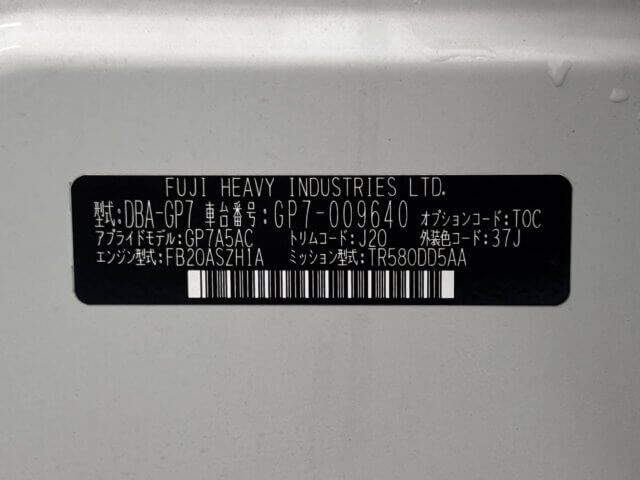 FUJI HEAVY INDUSTRIES LTD.
型式:DBA-GP7 車台番号:GP7-009640 オプションコード:TOC
アプライドモデル:GP7A5AC トリムコード:J20 外装色コード:37J
エンジン型式:FB20ASZH1A ミッション型式:TR580DD5AA